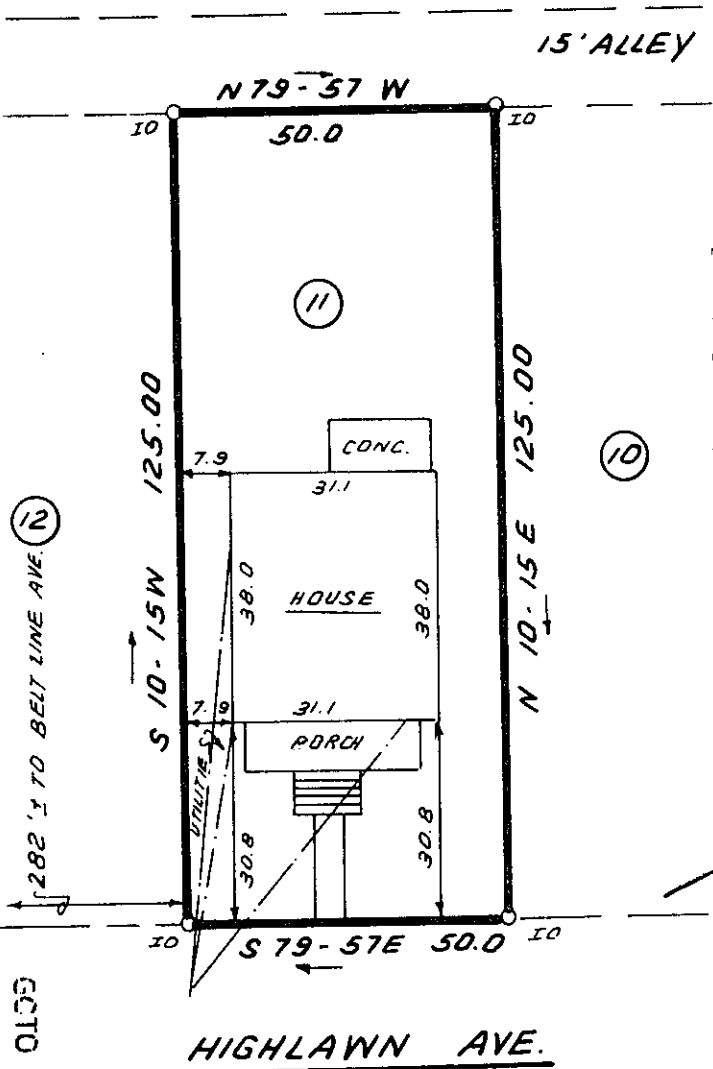 15' ALLEY
N 79-57 W
IO
50.0
IO
11
S 10-15W 125.00
N 10-15 E 125.00
10
CONC.
7.9
31.1
12
282'± TO BELT LINE AVE.
38.0
HOUSE
38.0
7.9
31.1
PORCH
UTILITIES
30.8
30.8
IO
S 79-57E 50.0
IO
HIGHLAWN AVE.